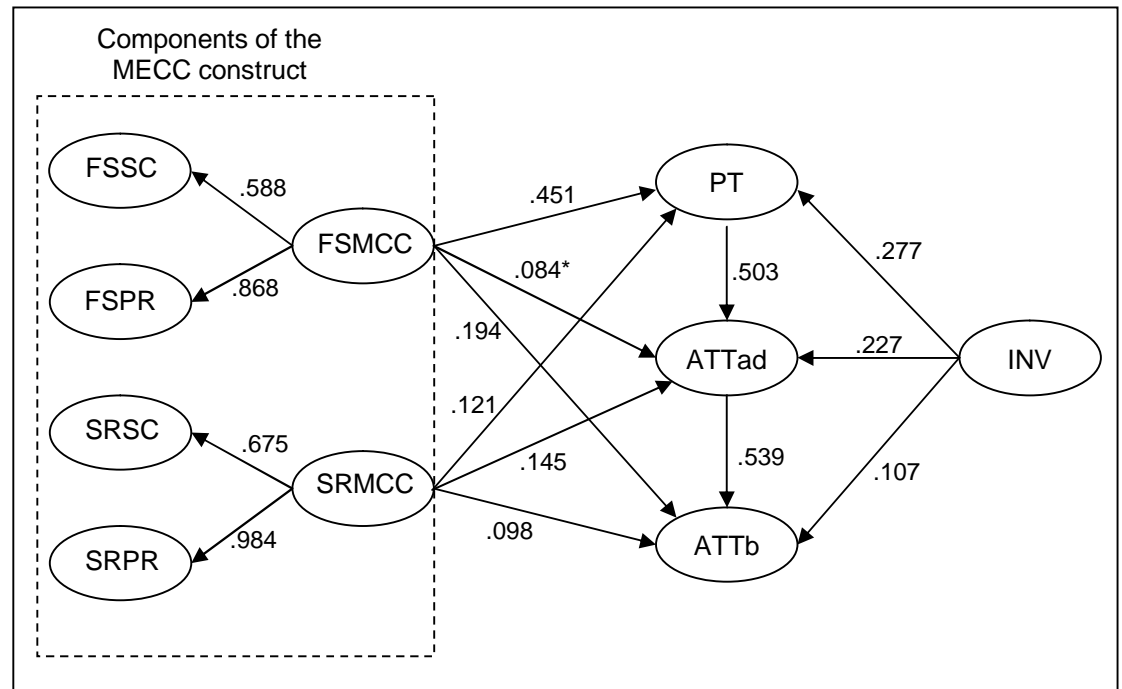 Components of the
MECC construct
FSSC
FSPR
SRSC
SRPR
.588
.868
.675
.984
FSMCC
SRMCC
.451
.084*
.194
.121
.145
.098
PT
.503
ATTad
.539
ATTb
.277
.227
.107
INV